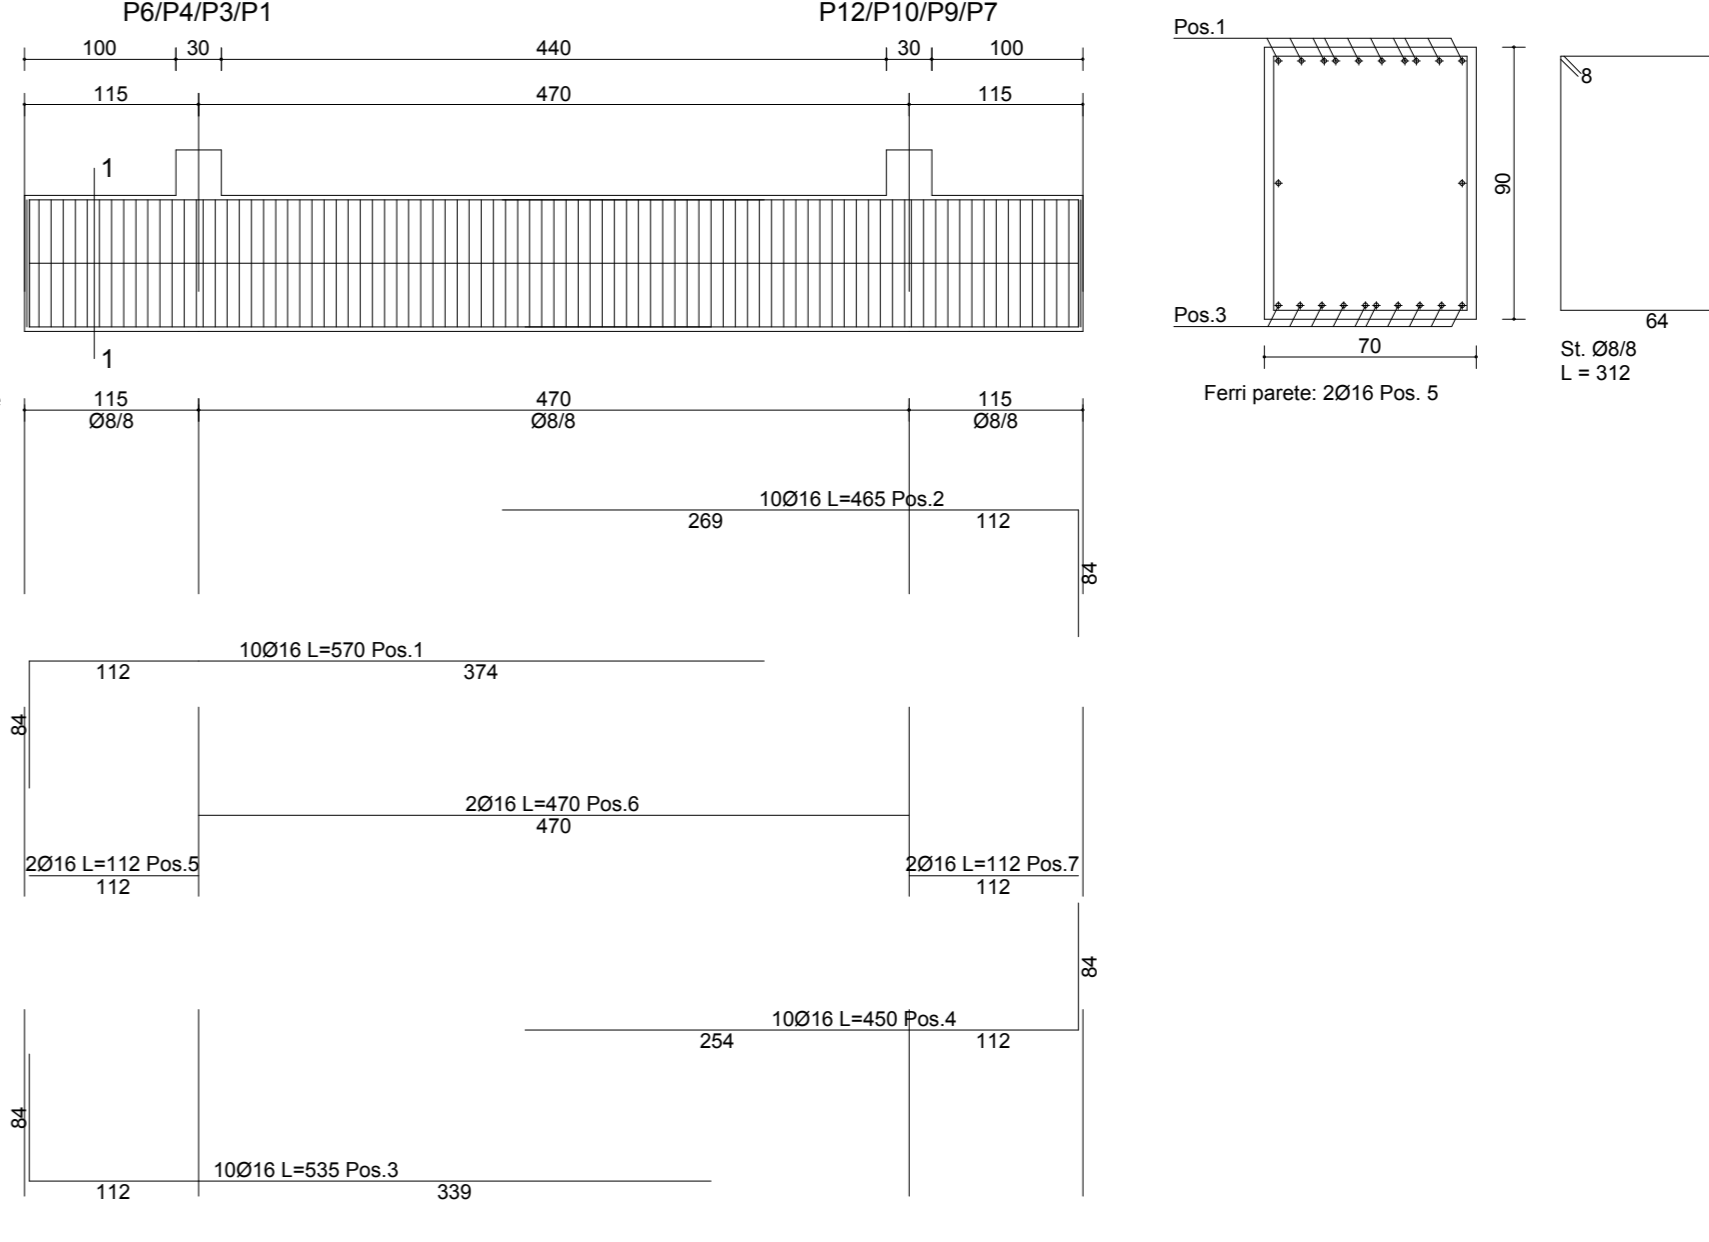 P6/P4/P3/P1 P12/P10/P9/P7
100 30 440 30 100
115 470 115
1
1
115 470 115
Ø8/8 Ø8/8 Ø8/8
10Ø16 L=465 Pos.2
269 112
84
10Ø16 L=570 Pos.1
112 374
84
2Ø16 L=470 Pos.6
470
2Ø16 L=112 Pos.5 2Ø16 L=112 Pos.7
112 112
84
10Ø16 L=450 Pos.4
254 112
84
10Ø16 L=535 Pos.3
112 339
Pos.1
90
Pos.3
70
Ferri parete: 2Ø16 Pos. 5
8
64
St. Ø8/8
L = 312